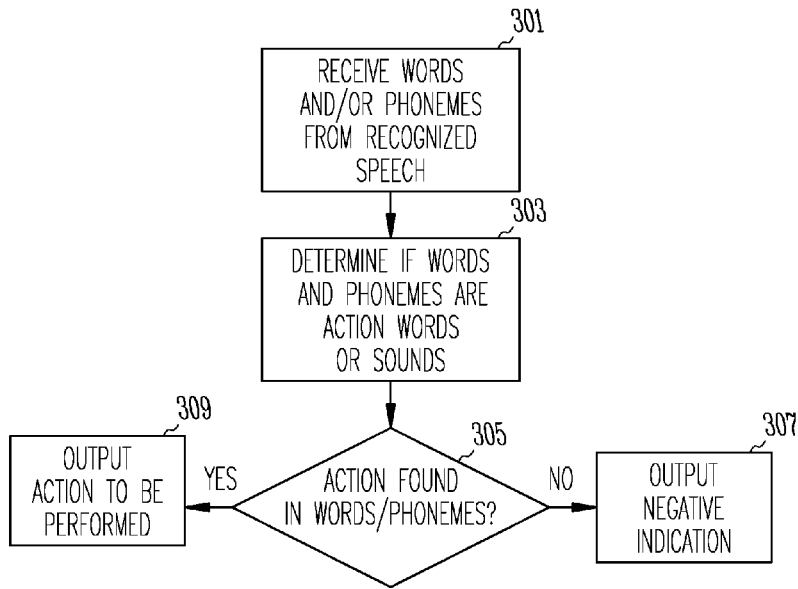 301
RECEIVE WORDS
AND/OR PHONEMES
FROM RECOGNIZED
SPEECH
303
DETERMINE IF WORDS
AND PHONEMES ARE
ACTION WORDS
OR SOUNDS
309
OUTPUT
ACTION TO BE
PERFORMED
YES
305
ACTION FOUND
IN WORDS/PHONEMES?
NO
307
OUTPUT
NEGATIVE
INDICATION